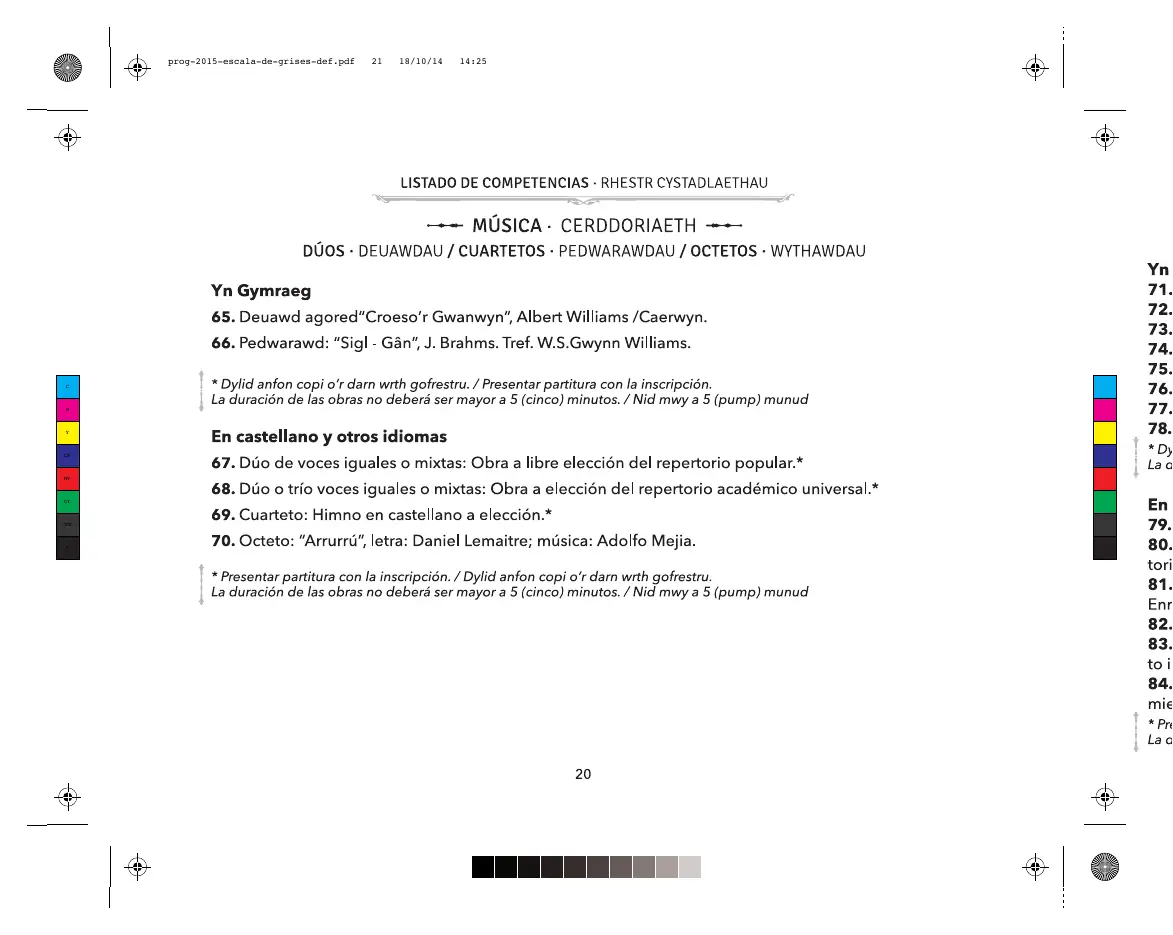 prog-2015-escala-de-grises-def.pdf 21 18/10/14 14:25
LISTADO DE COMPETENCIAS · RHESTR CYSTADLAETHAU
MÚSICA · CERDDORIAETH
DÚOS · DEUAWDAU / CUARTETOS · PEDWARAWDAU / OCTETOS · WYTHAWDAU
Yn Gymraeg
65. Deuawd agored“Croeso’r Gwanwyn”, Albert Williams /Caerwyn.
66. Pedwarawd: “Sigl - Gân”, J. Brahms. Tref. W.S.Gwynn Williams.
* Dylid anfon copi o’r darn wrth gofrestru. / Presentar partitura con la inscripción.
La duración de las obras no deberá ser mayor a 5 (cinco) minutos. / Nid mwy a 5 (pump) munud
En castellano y otros idiomas
67. Dúo de voces iguales o mixtas: Obra a libre elección del repertorio popular.*
68. Dúo o trío voces iguales o mixtas: Obra a elección del repertorio académico universal.*
69. Cuarteto: Himno en castellano a elección.*
70. Octeto: “Arrurrú”, letra: Daniel Lemaitre; música: Adolfo Mejia.
* Presentar partitura con la inscripción. / Dylid anfon copi o’r darn wrth gofrestru.
La duración de las obras no deberá ser mayor a 5 (cinco) minutos. / Nid mwy a 5 (pump) munud
20
Yn
71.
72.
73.
74.
75.
76.
77.
78.
* Dy
La d
En
79.
80.
tori
81.
Enr
82.
83.
to i
84.
mie
* Pre
La d